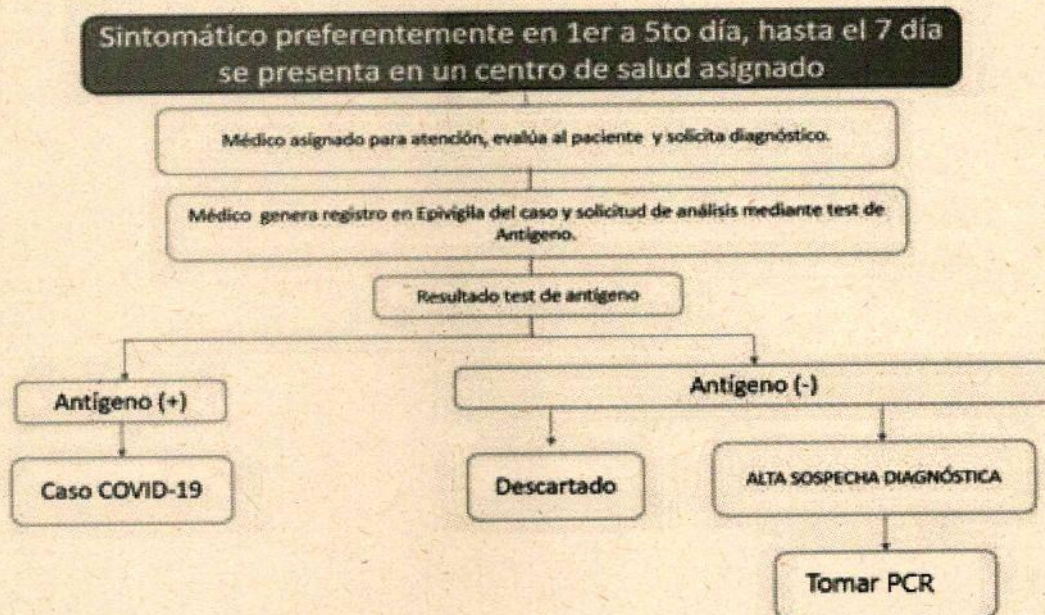 Sintomático preferentemente en 1er a 5to día, hasta el 7 día
se presenta en un centro de salud asignado
Médico asignado para atención, evalúa al paciente y solicita diagnóstico.
Médico genera registro en Epivigila del caso y solicitud de análisis mediante test de
Antígeno.
Resultado test de antígeno
Antígeno (+)
Antígeno (-)
Caso COVID-19
Descartado
ALTA SOSPECHA DIAGNÓSTICA
Tomar PCR